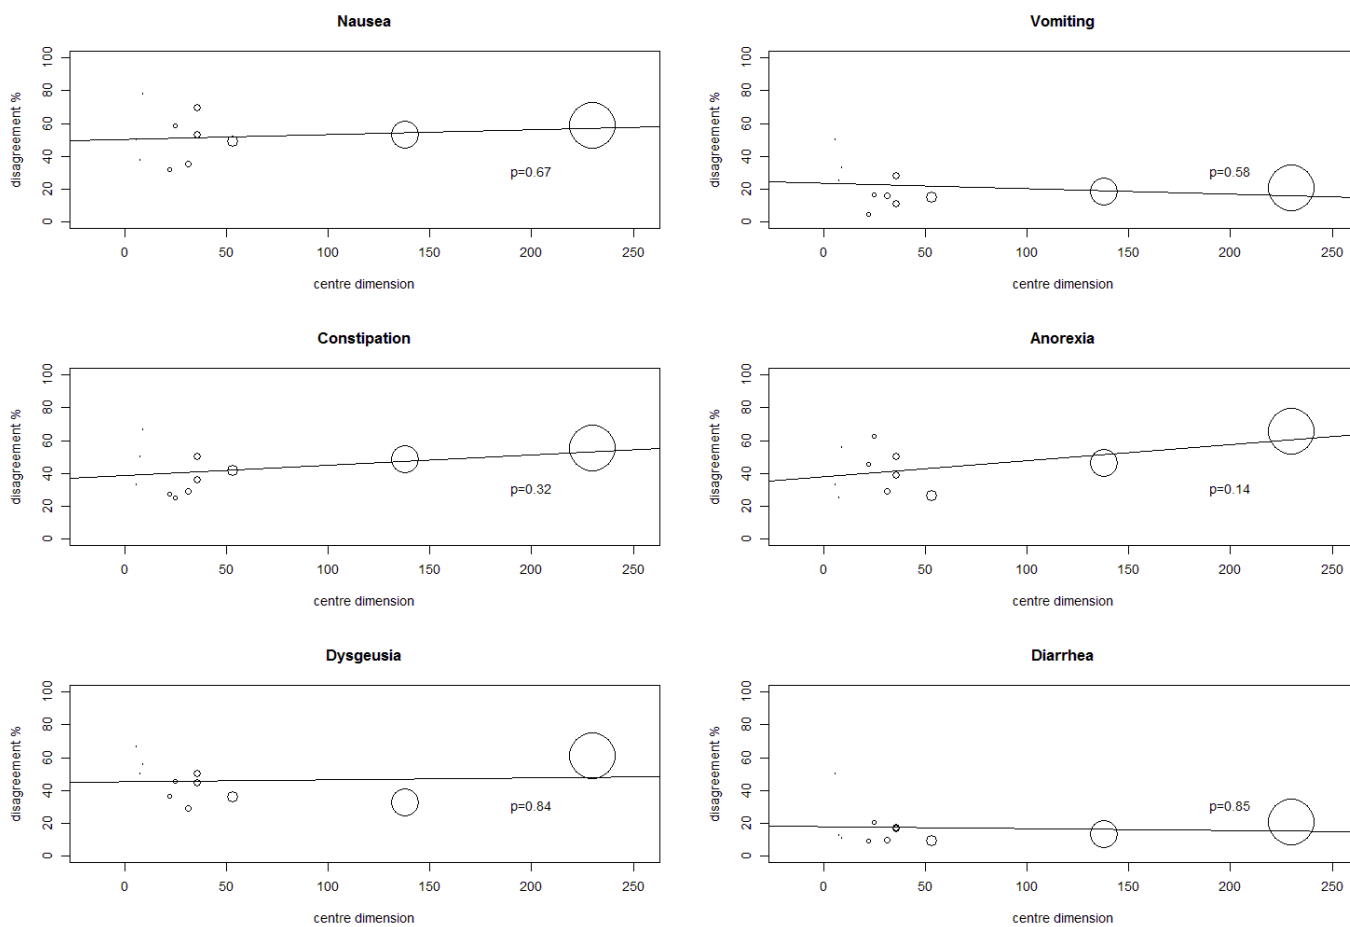 Nausea
disagreement %
0 20 40 60 80 100
p=0.67
0 50 100 150 200 250
centre dimension
Vomiting
disagreement %
0 20 40 60 80 100
p=0.58
0 50 100 150 200 250
centre dimension
Constipation
disagreement %
0 20 40 60 80 100
p=0.32
0 50 100 150 200 250
centre dimension
Anorexia
disagreement %
0 20 40 60 80 100
p=0.14
0 50 100 150 200 250
centre dimension
Dysgeusia
disagreement %
0 20 40 60 80 100
p=0.84
0 50 100 150 200 250
centre dimension
Diarrhea
disagreement %
0 20 40 60 80 100
p=0.85
0 50 100 150 200 250
centre dimension